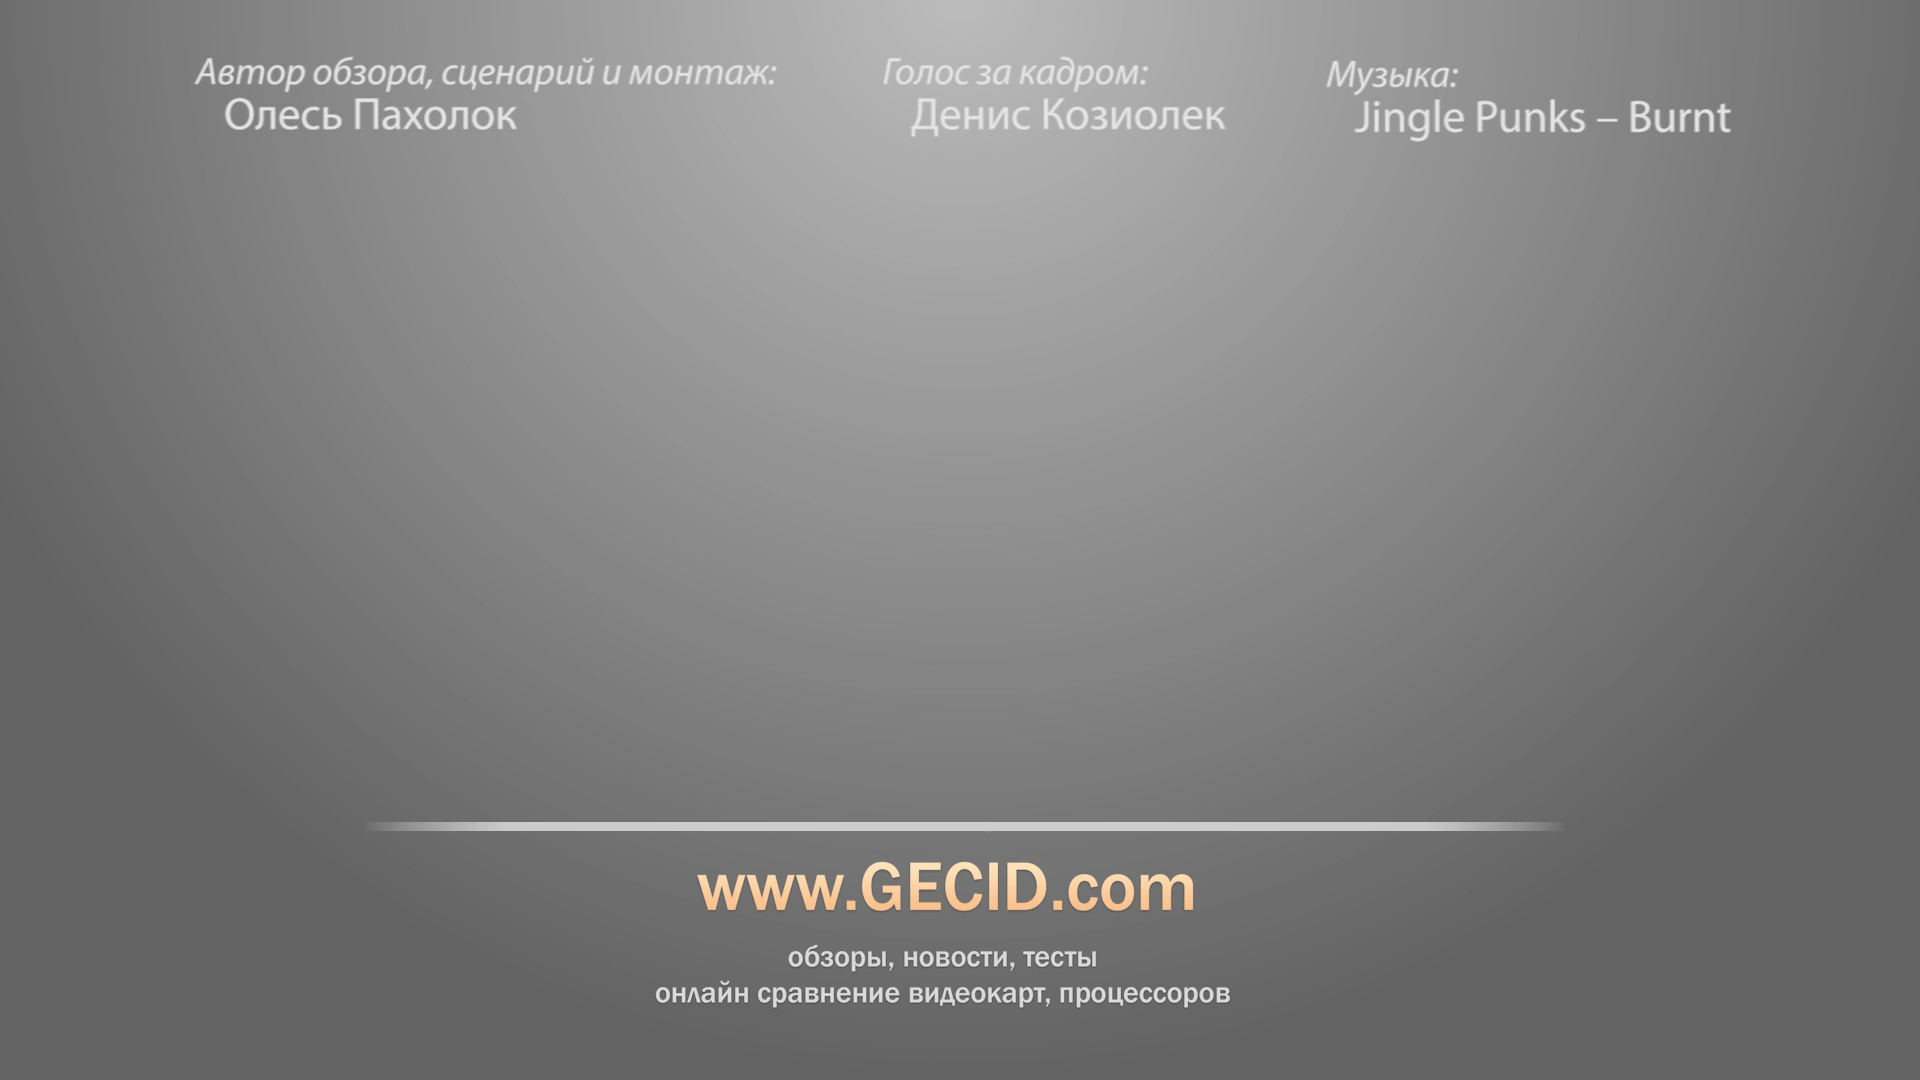 Автор обзора, сценарий и монтаж:
Олесь Пахолок
Голос за кадром:
Денис Козиолек
Музыка:
Jingle Punks – Burnt
www.GECID.com
обзоры, новости, тесты
онлайн сравнение видеокарт, процессоров